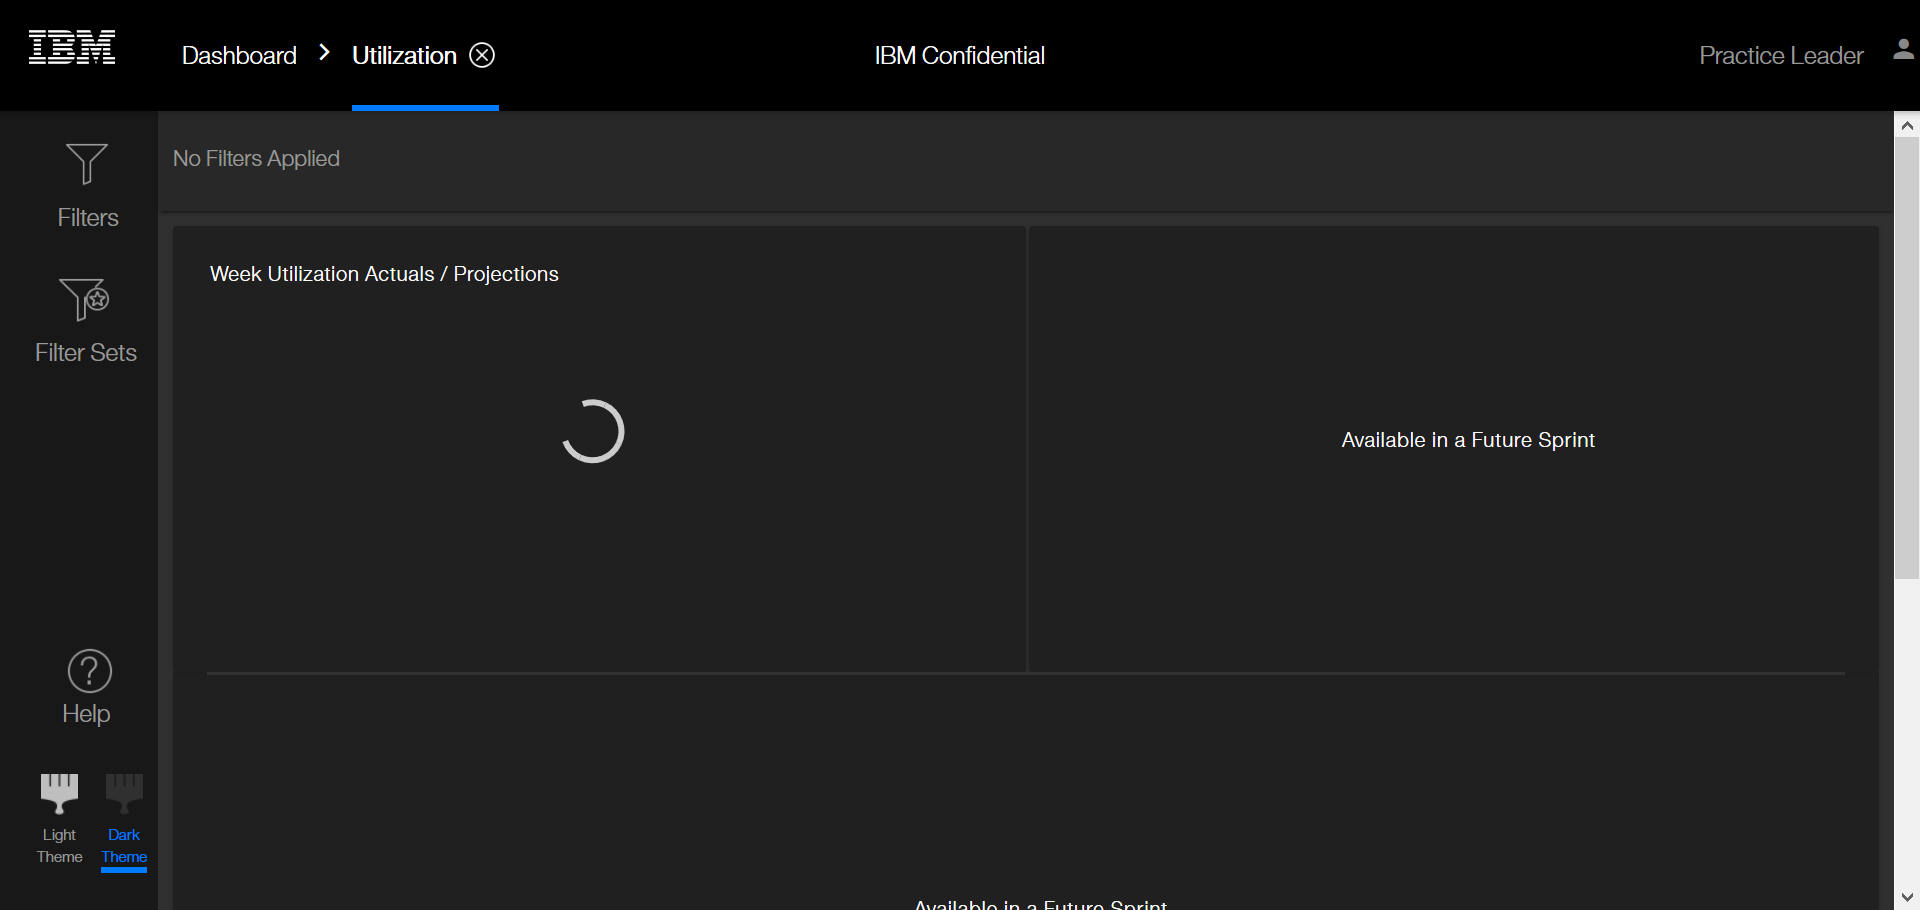 IBM
Dashboard
Utilization
IBM Confidential
Practice Leader
No Filters Applied
Filters
Filter Sets
Week Utilization Actuals / Projections
Available in a Future Sprint
?
Help
Light
Theme
Dark
Theme
Available in a Future Sprint